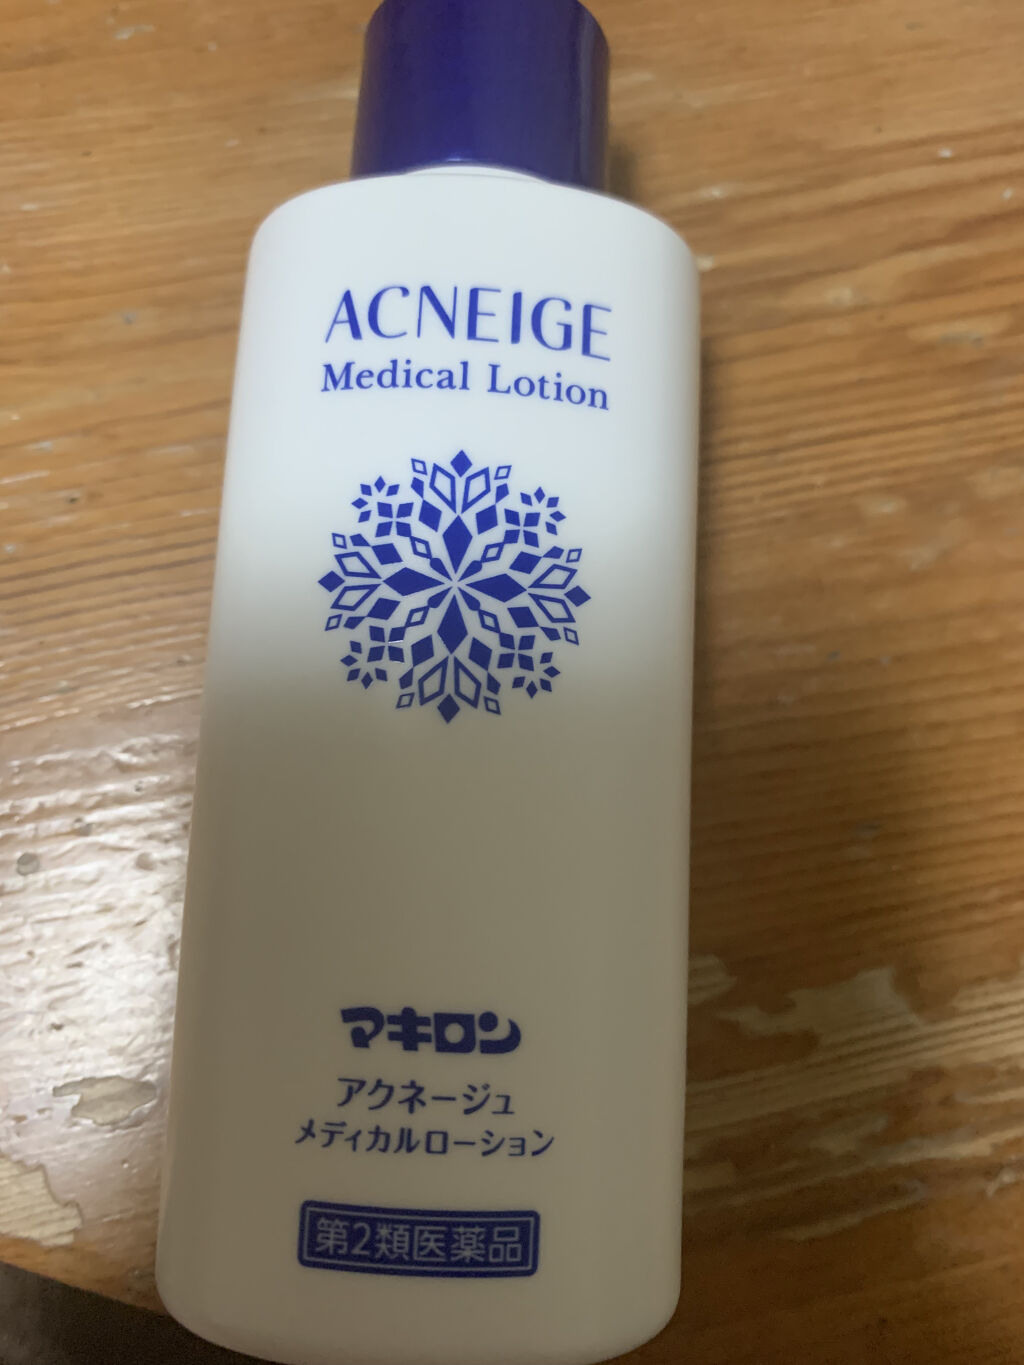 ACNEIGE
Medical Lotion
マキロン
アクネージュ
メディカルローション
第2類医薬品